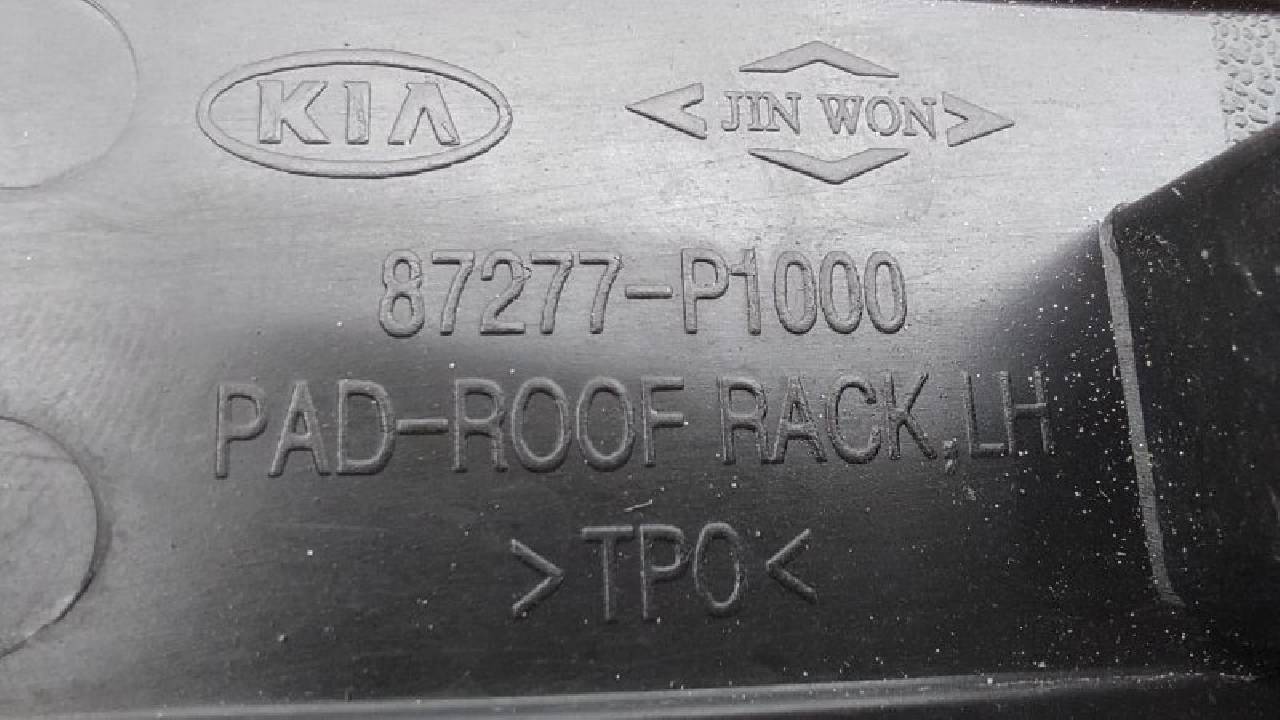 KIA
JIN WON
87277-P1000
PAD-ROOF RACK,LH
>TPO<